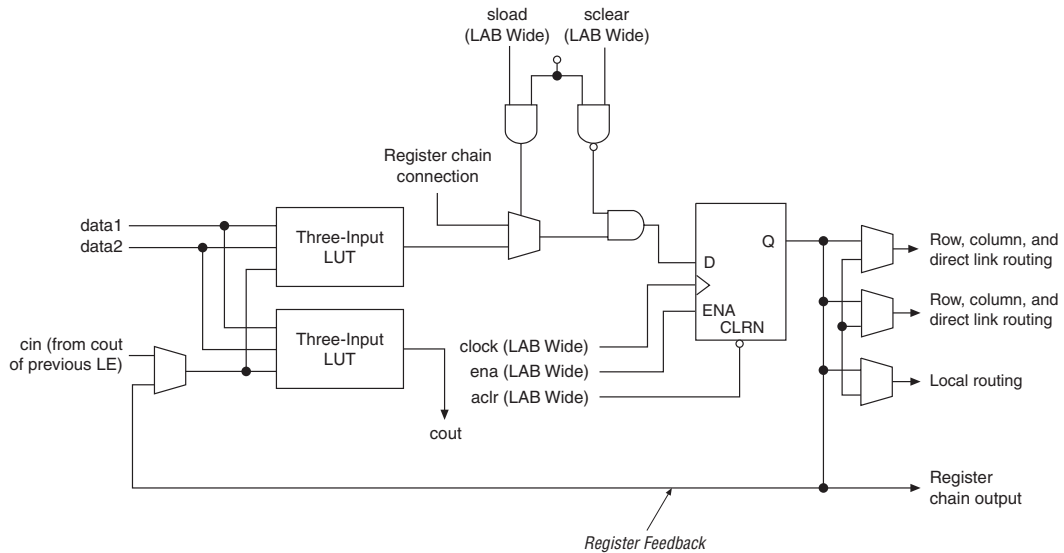 sload
(LAB Wide)
sclear
(LAB Wide)
Register chain
connection
data1
data2
Three-Input
LUT
Q
D
ENA
CLRN
Row, column, and
direct link routing
Row, column, and
direct link routing
Three-Input
LUT
cin (from cout
of previous LE)
clock (LAB Wide)
ena (LAB Wide)
aclr (LAB Wide)
Local routing
cout
Register
chain output
Register Feedback